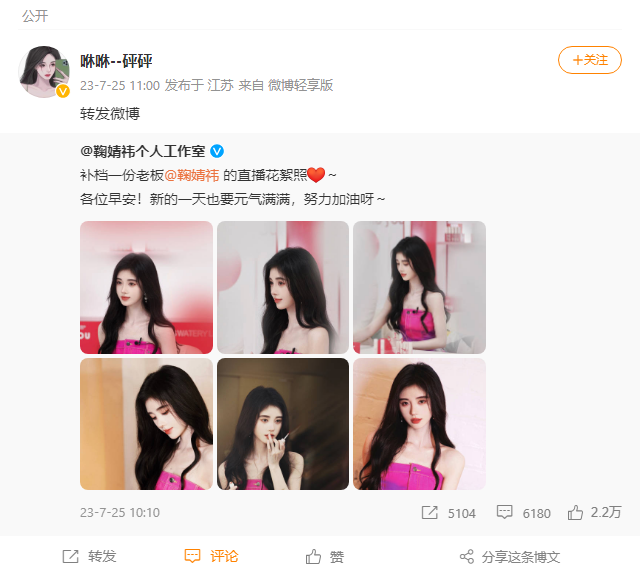 公开
咻咻--砰砰
+关注
23-7-25 11:00 发布于 江苏 来自 微博轻享版
转发微博
@鞠婧祎个人工作室
补档一份老板@鞠婧祎 的直播花絮照❤️~
各位早安！新的一天也要元气满满，努力加油呀~
OU
WATERY
23-7-25 10:10
5104
6180
2.2万
转发
评论
赞
分享这条博文